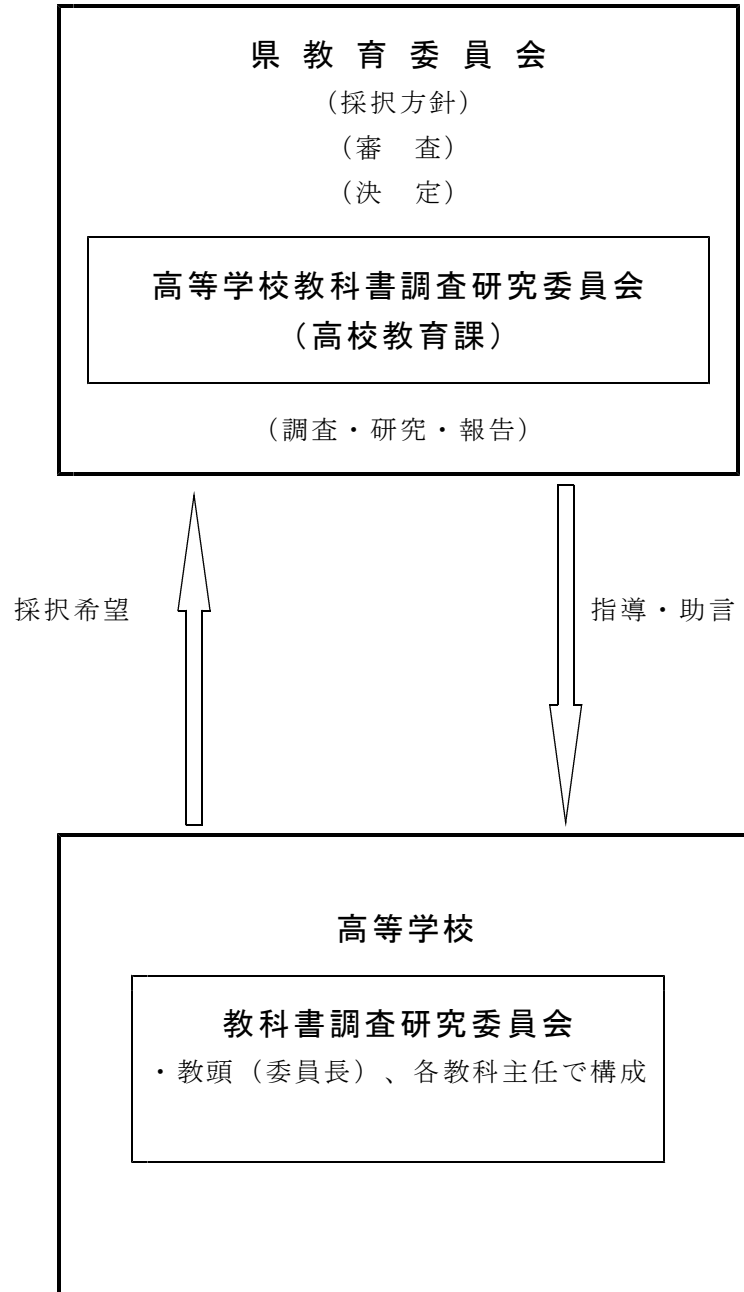 県教育委員会
（採択方針）
（審　査）
（決　定）
高等学校教科書調査研究委員会
（高校教育課）
（調査・研究・報告）
採択希望
指導・助言
高等学校
教科書調査研究委員会
・教頭（委員長）、各教科主任で構成